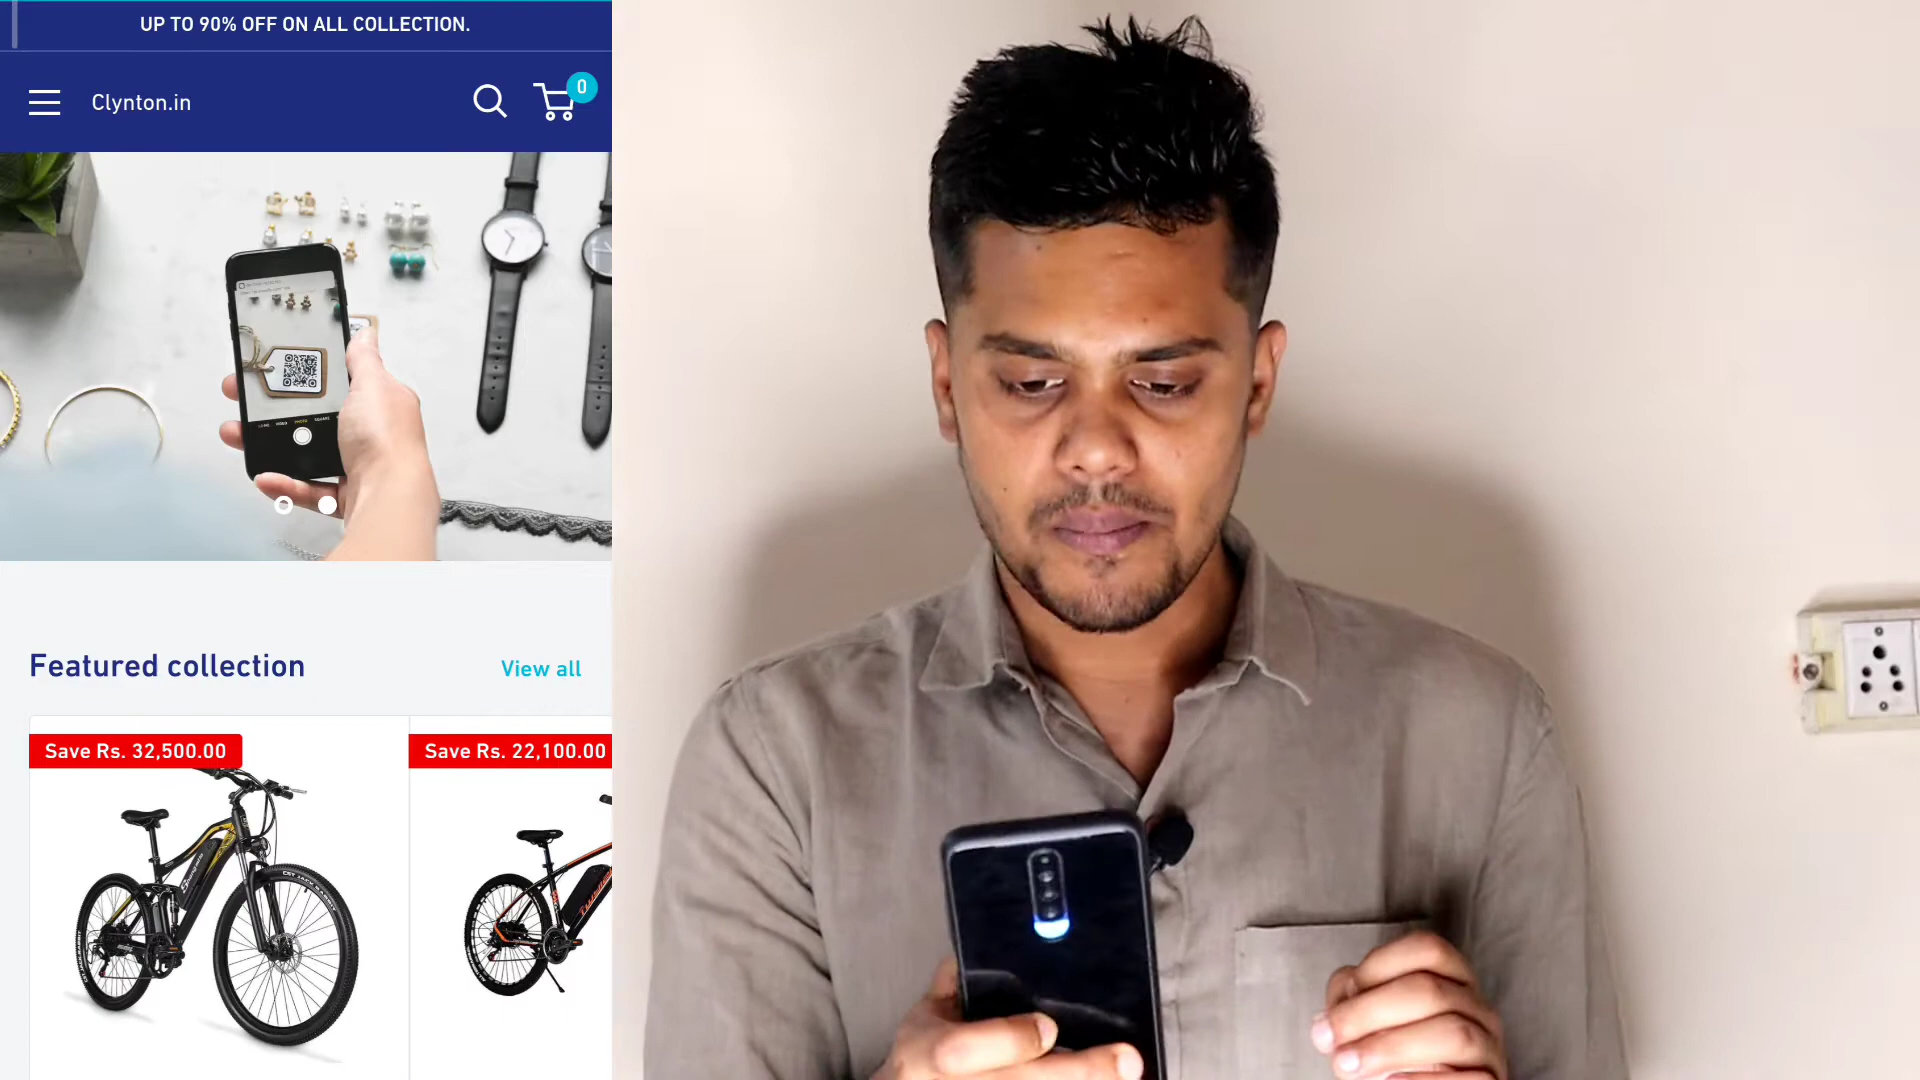 UP TO 90% OFF ON ALL COLLECTION.
Clynton.in
0
Featured collection
View all
Save Rs. 32,500.00
Save Rs. 22,100.00